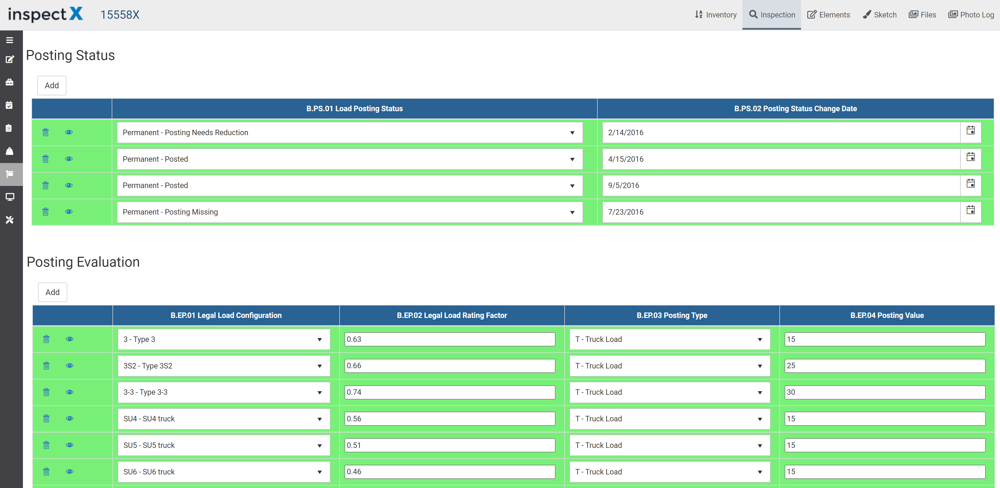 inspectX 15558X Inventory Inspection Elements Sketch Files Photo Log
Posting Status
Add
B.PS.01 Load Posting Status B.PS.02 Posting Status Change Date
Permanent - Posting Needs Reduction 2/14/2016
Permanent - Posted 4/15/2016
Permanent - Posted 9/5/2016
Permanent - Posting Missing 7/23/2016
Posting Evaluation
Add
B.EP.01 Legal Load Configuration B.EP.02 Legal Load Rating Factor B.EP.03 Posting Type B.EP.04 Posting Value
3 - Type 3 0.63 T - Truck Load 15
3S2 - Type 3S2 0.66 T - Truck Load 25
3-3 - Type 3-3 0.74 T - Truck Load 30
SU4 - SU4 truck 0.56 T - Truck Load 15
SU5 - SU5 truck 0.51 T - Truck Load 15
SU6 - SU6 truck 0.46 T - Truck Load 15